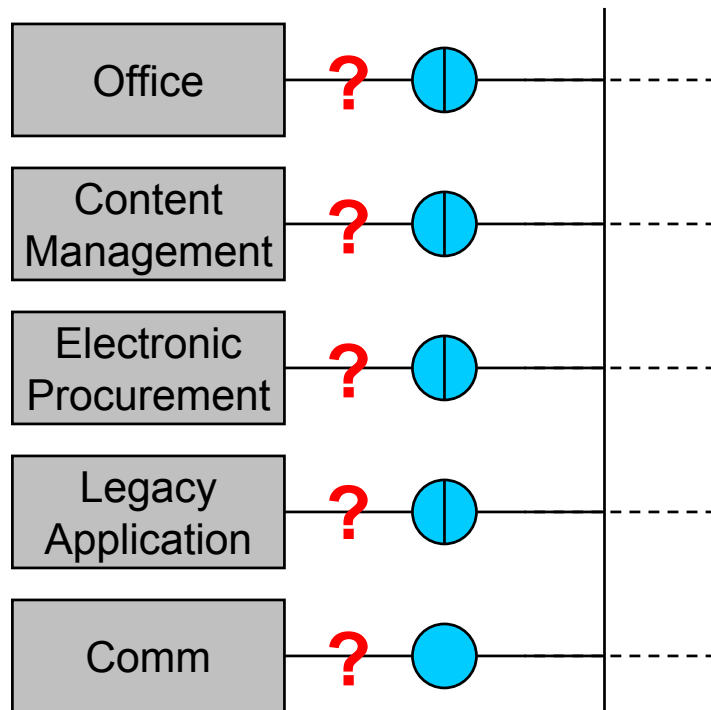 Office ?
Content
Management ?
Electronic
Procurement ?
Legacy
Application ?
Comm ?